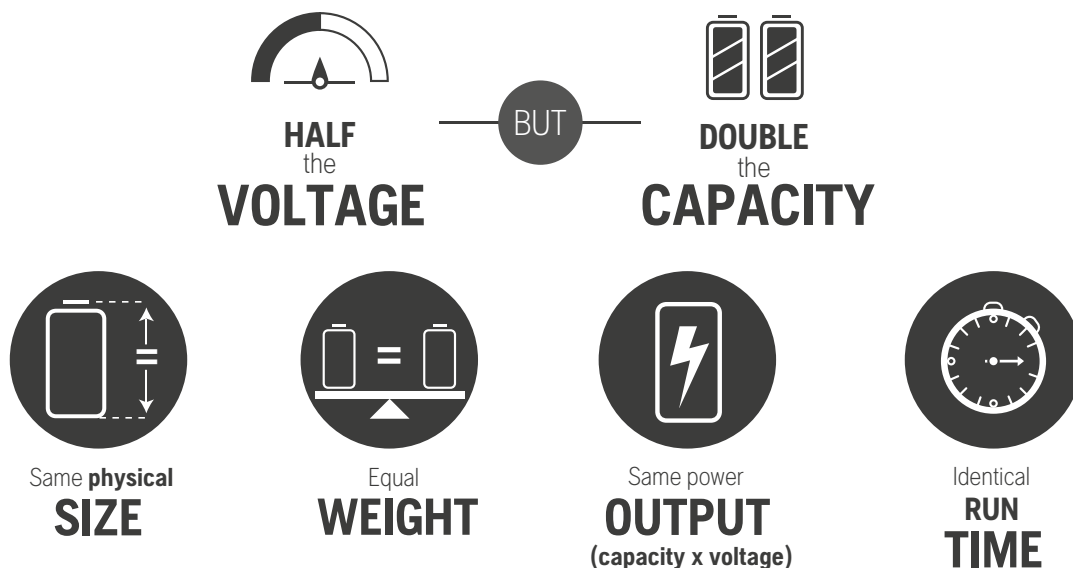 HALF
the
VOLTAGE
BUT
DOUBLE
the
CAPACITY
Same physical
SIZE
Equal
WEIGHT
Same power
OUTPUT
(capacity x voltage)
Identical
RUN
TIME